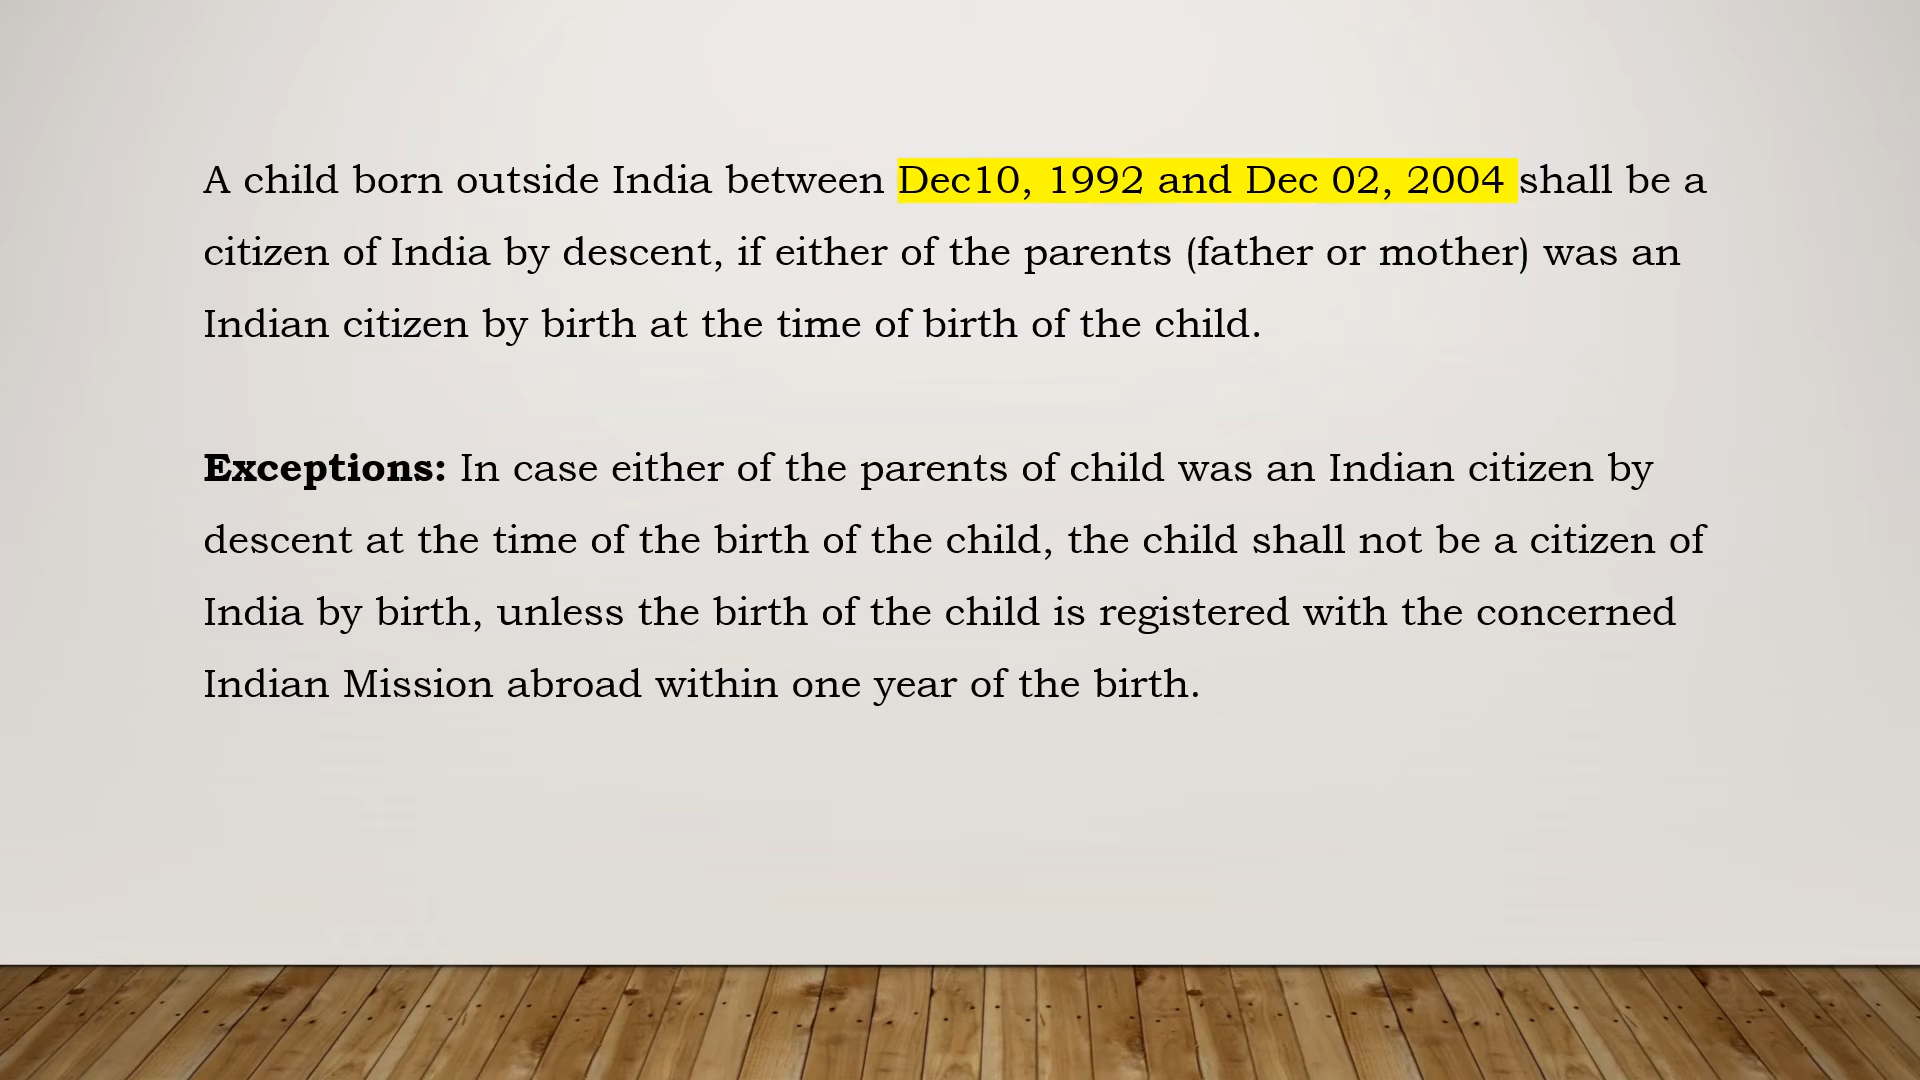 A child born outside India between Dec10, 1992 and Dec 02, 2004 shall be a
citizen of India by descent, if either of the parents (father or mother) was an
Indian citizen by birth at the time of birth of the child.
Exceptions: In case either of the parents of child was an Indian citizen by
descent at the time of the birth of the child, the child shall not be a citizen of
India by birth, unless the birth of the child is registered with the concerned
Indian Mission abroad within one year of the birth.